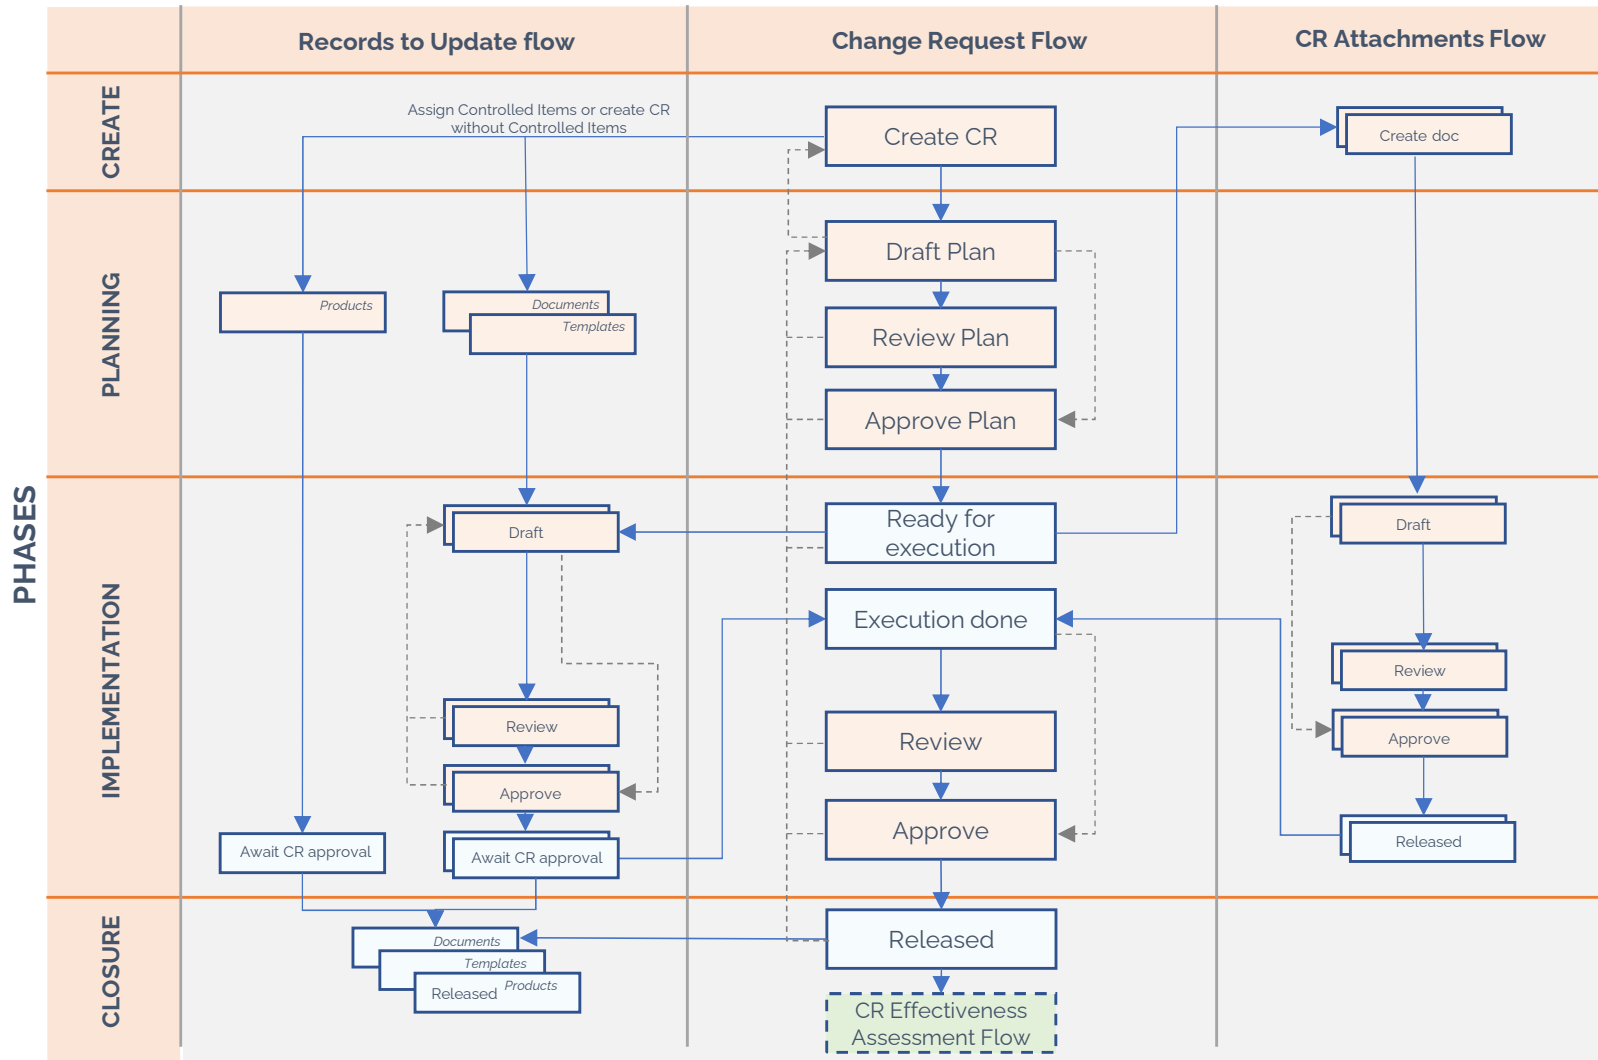 Records to Update flow
Change Request Flow
CR Attachments Flow
PHASES
CREATE
Assign Controlled Items or create CR
without Controlled Items
Create CR
Create doc
PLANNING
Products
Documents
Templates
Draft Plan
Review Plan
Approve Plan
IMPLEMENTATION
Draft
Review
Approve
Await CR approval
Await CR approval
Ready for
execution
Execution done
Review
Approve
Draft
Review
Approve
Released
CLOSURE
Documents
Templates
Products
Released
Released
CR Effectiveness
Assessment Flow